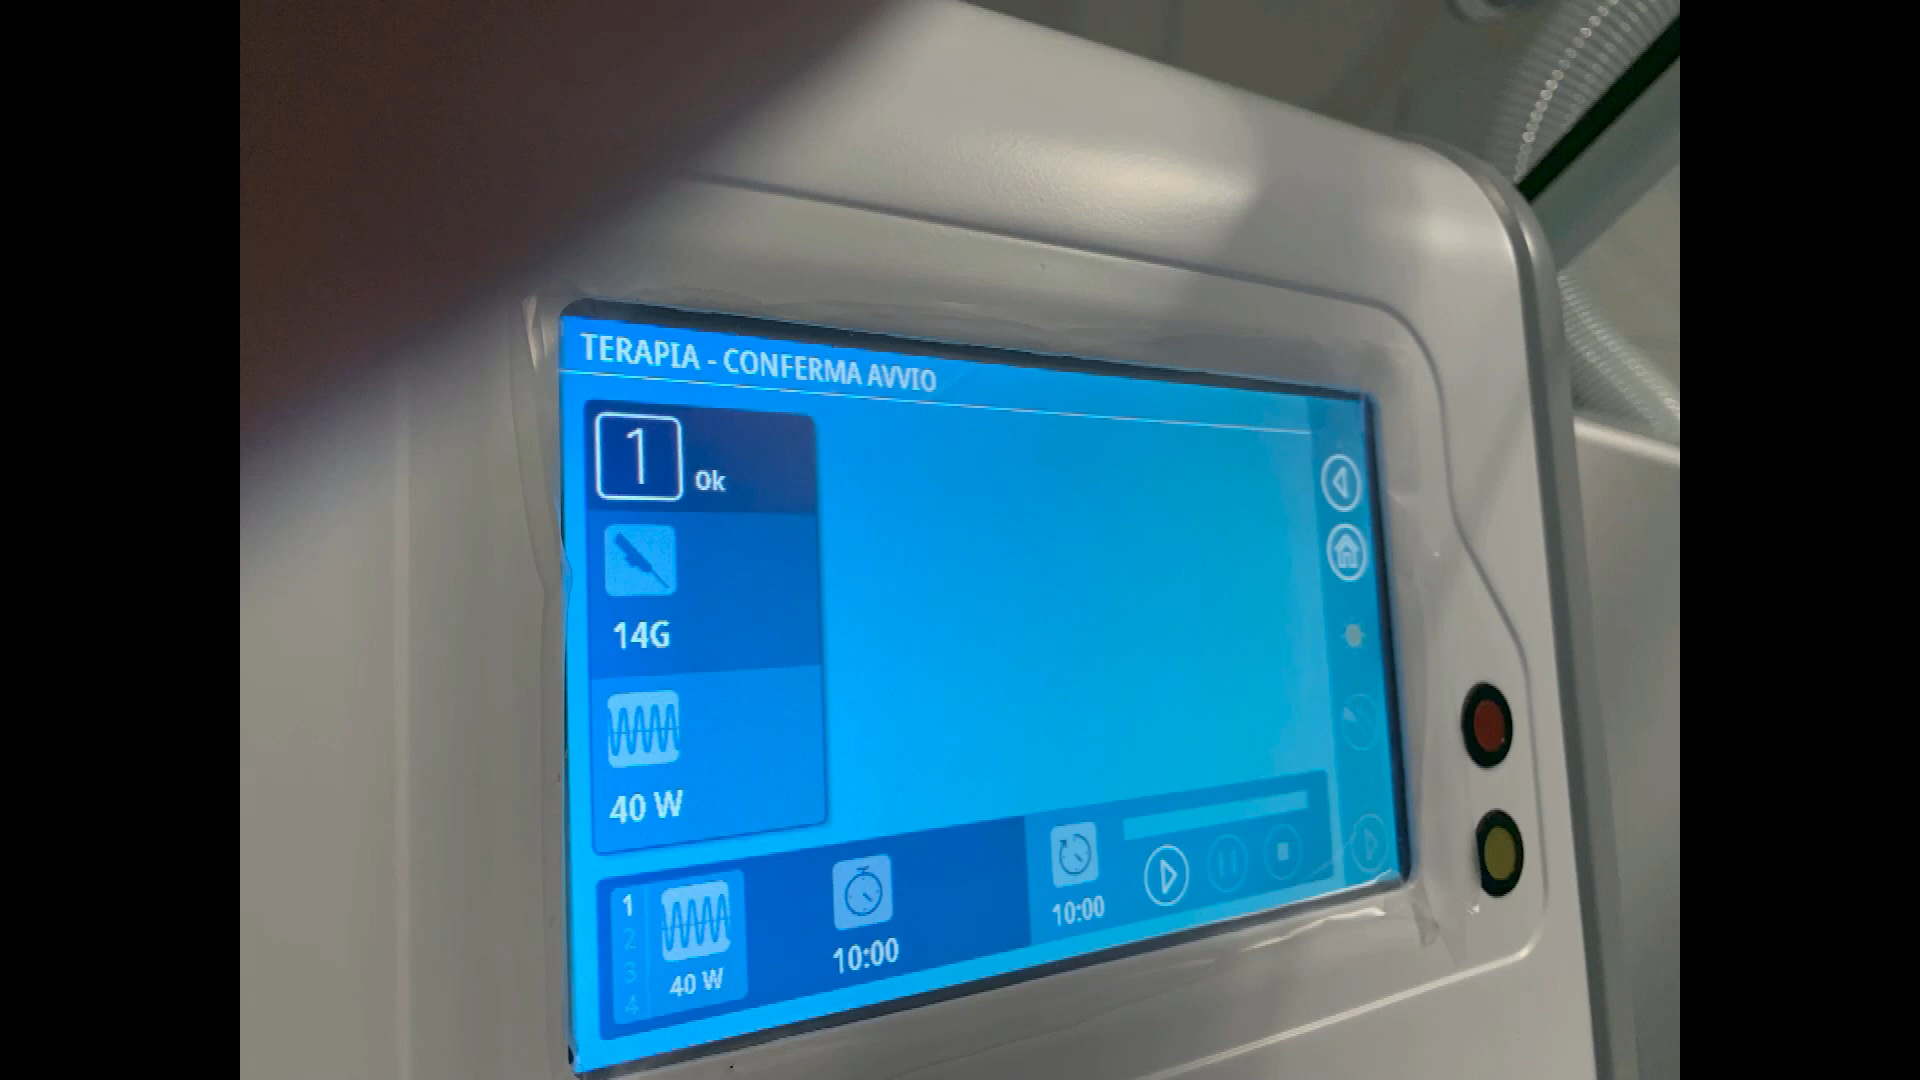 TERAPIA - CONFERMA AVVIO
1 Ok
14G
40 W
1
2
3
4
40 W
10:00
10:00